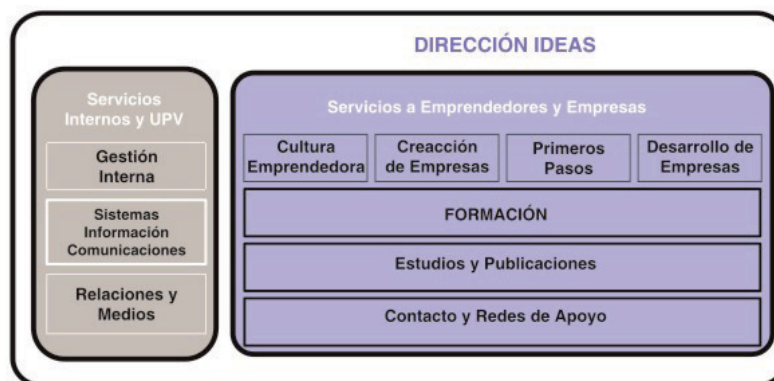 DIRECCIÓN IDEAS
Servicios
Internos y UPV
Gestión
Interna
Sistemas
Información
Comunicaciones
Relaciones y
Medios
Servicios a Emprendedores y Empresas
Cultura
Emprendedora
Creacción
de Empresas
Primeros
Pasos
Desarrollo de
Empresas
FORMACIÓN
Estudios y Publicaciones
Contacto y Redes de Apoyo